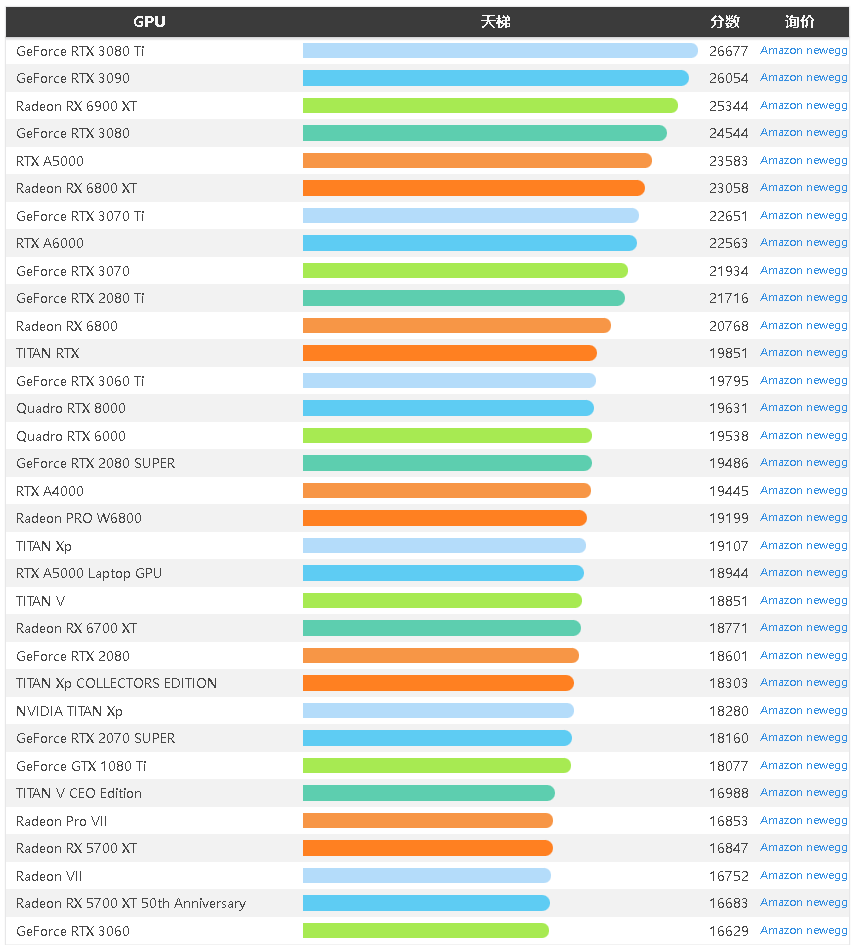 GPU 天梯 分数 询价
GeForce RTX 3080 Ti 26677 Amazon newegg
GeForce RTX 3090 26054 Amazon newegg
Radeon RX 6900 XT 25344 Amazon newegg
GeForce RTX 3080 24544 Amazon newegg
RTX A5000 23583 Amazon newegg
Radeon RX 6800 XT 23058 Amazon newegg
GeForce RTX 3070 Ti 22651 Amazon newegg
RTX A6000 22563 Amazon newegg
GeForce RTX 3070 21934 Amazon newegg
GeForce RTX 2080 Ti 21716 Amazon newegg
Radeon RX 6800 20768 Amazon newegg
TITAN RTX 19851 Amazon newegg
GeForce RTX 3060 Ti 19795 Amazon newegg
Quadro RTX 8000 19631 Amazon newegg
Quadro RTX 6000 19538 Amazon newegg
GeForce RTX 2080 SUPER 19486 Amazon newegg
RTX A4000 19445 Amazon newegg
Radeon PRO W6800 19199 Amazon newegg
TITAN Xp 19107 Amazon newegg
RTX A5000 Laptop GPU 18944 Amazon newegg
TITAN V 18851 Amazon newegg
Radeon RX 6700 XT 18771 Amazon newegg
GeForce RTX 2080 18601 Amazon newegg
TITAN Xp COLLECTORS EDITION 18303 Amazon newegg
NVIDIA TITAN Xp 18280 Amazon newegg
GeForce RTX 2070 SUPER 18160 Amazon newegg
GeForce GTX 1080 Ti 18077 Amazon newegg
TITAN V CEO Edition 16988 Amazon newegg
Radeon Pro VII 16853 Amazon newegg
Radeon RX 5700 XT 16847 Amazon newegg
Radeon VII 16752 Amazon newegg
Radeon RX 5700 XT 50th Anniversary 16683 Amazon newegg
GeForce RTX 3060 16629 Amazon newegg